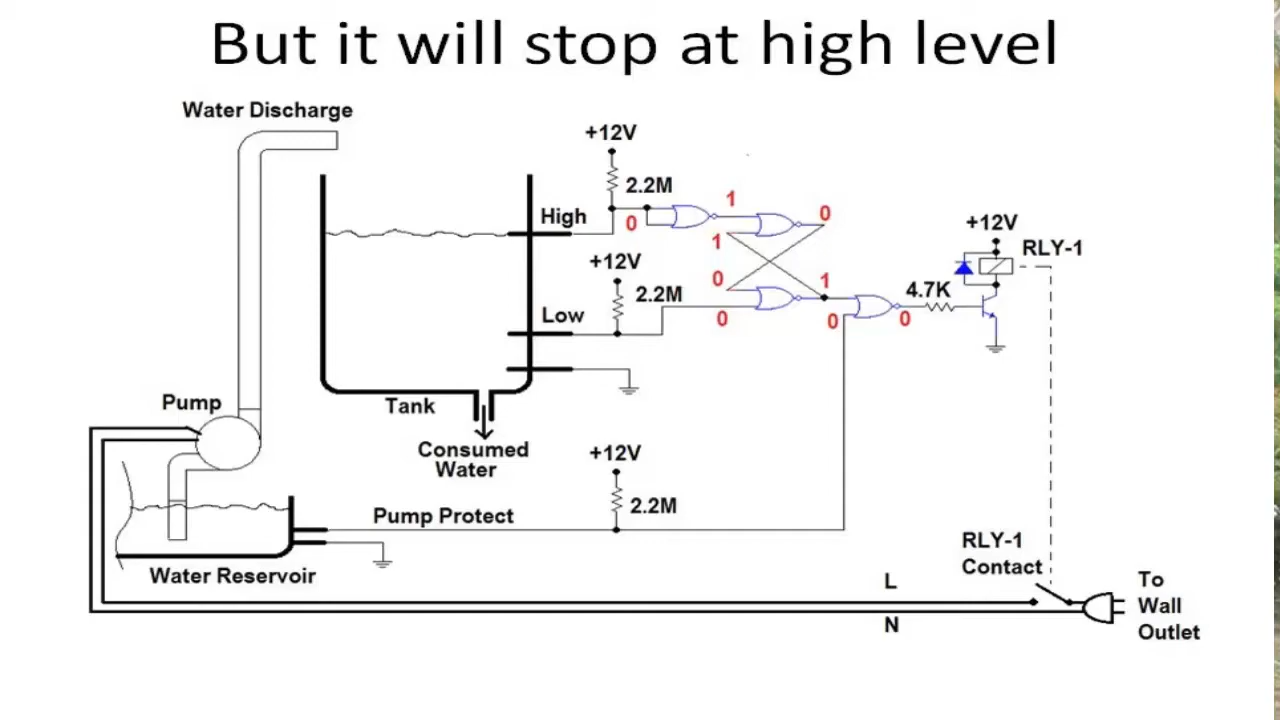 But it will stop at high level
Water Discharge
+12V
2.2M
1
0
High
0
1
+12V
RLY-1
+12V
2.2M
0
1
4.7K
Low
0
0
0
Pump
Tank
Consumed
Water
+12V
2.2M
Pump Protect
Water Reservoir
RLY-1
Contact
L
N
To
Wall
Outlet